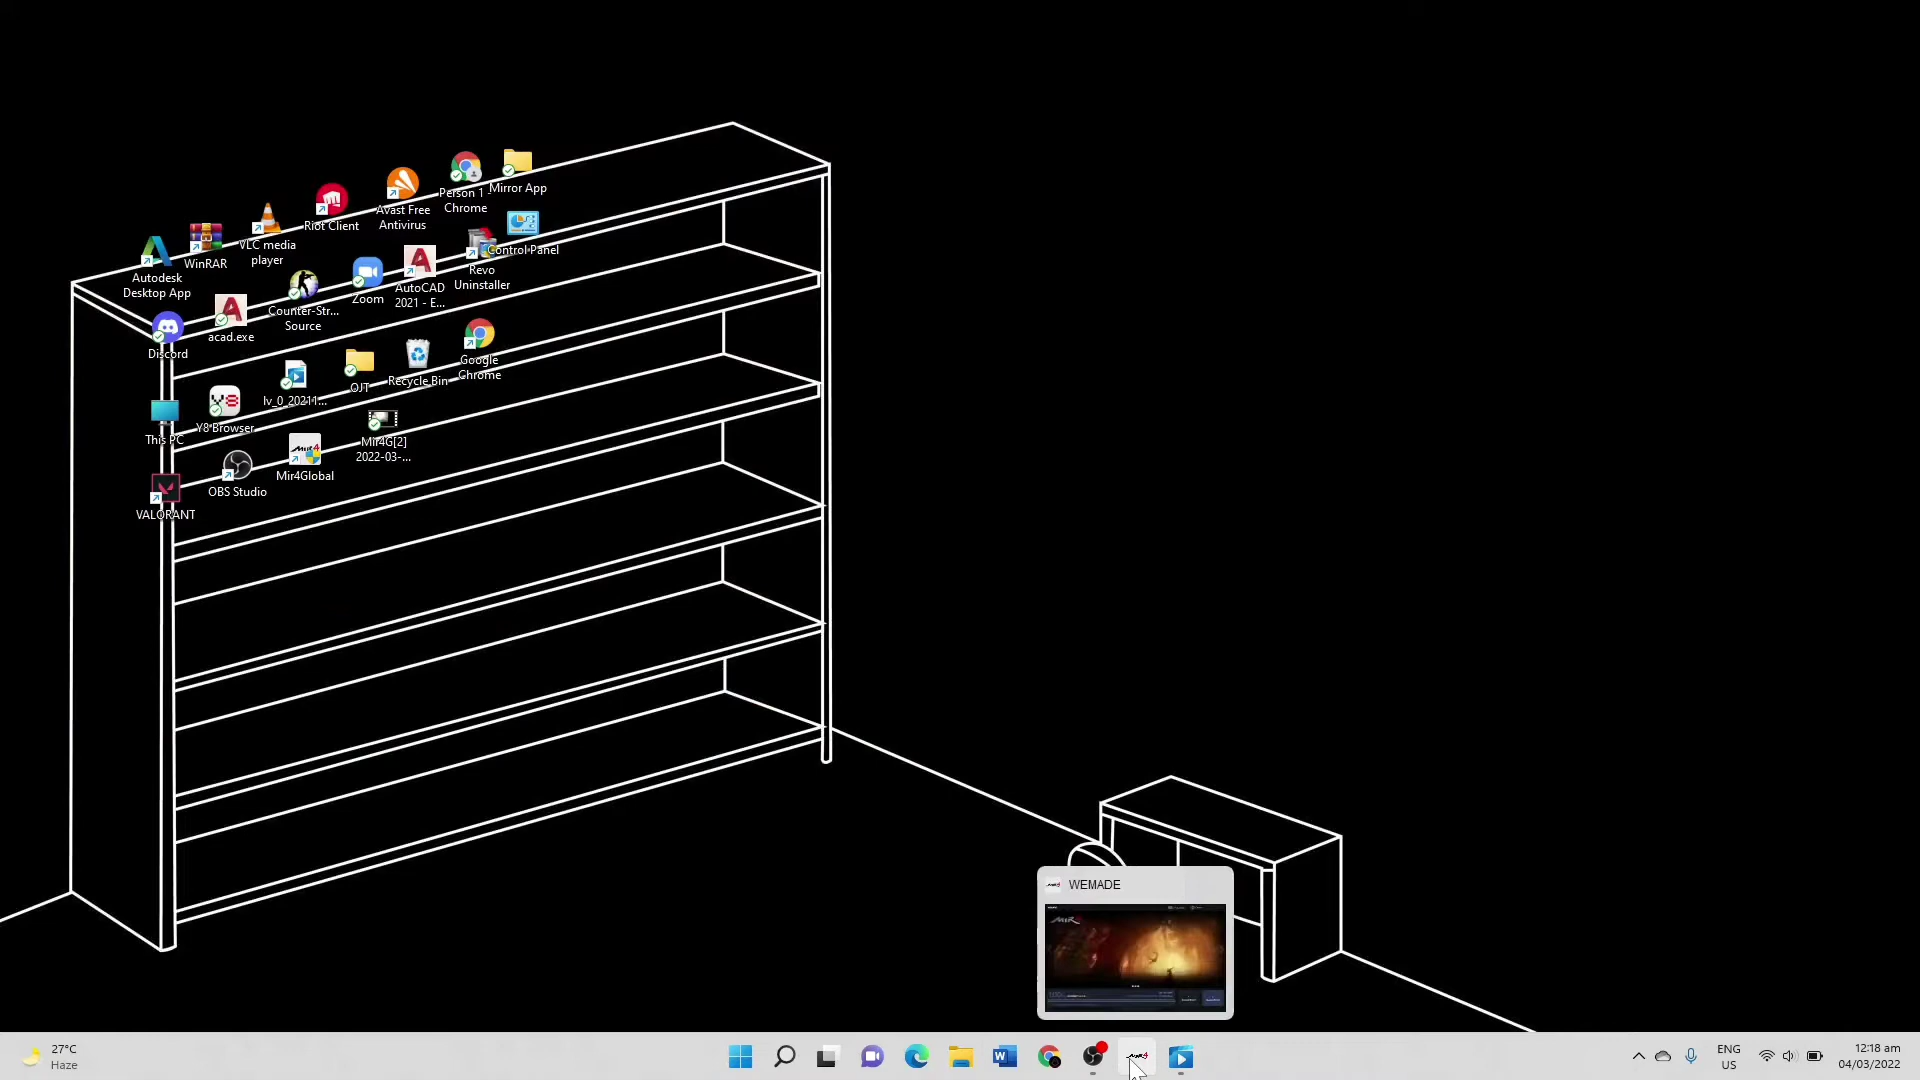 Person 1 -
Chrome
Mirror App
Avast Free
Antivirus
Riot Client
VLC media
player
WinRAR
Autodesk
Desktop App
Control Panel
Revo
Uninstaller
AutoCAD
2021 - E...
Zoom
Counter-Str...
Source
acad.exe
Discord
Google
Chrome
Recycle Bin
OJT
lv_0_20211...
Y8 Browser
This PC
Mir4G[2]
2022-03-...
Mir4Global
OBS Studio
VALORANT
WEMADE
27°C
Haze
ENG
US
12:18 am
04/03/2022